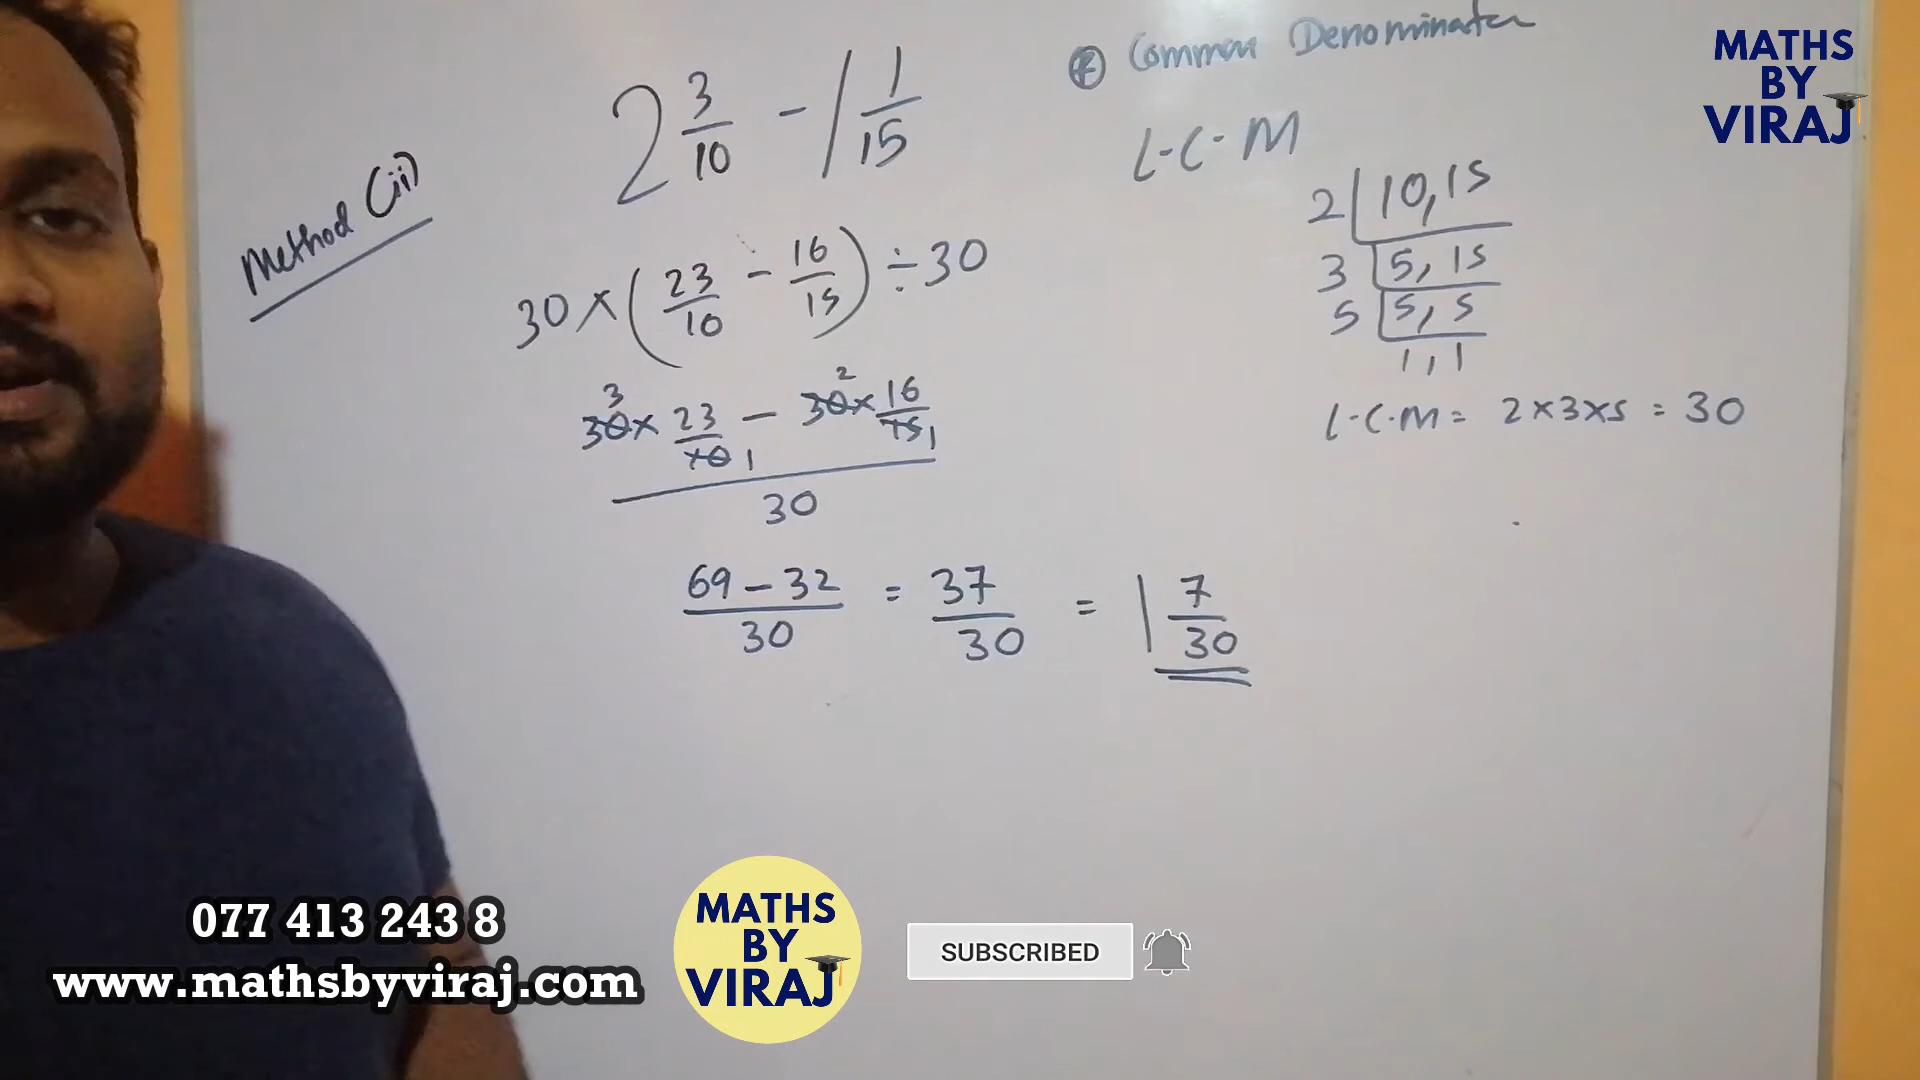 Method (ii)
2 3/10 - 1 1/15
30 × (23/10 - 16/15) ÷ 30
3 2
30 × 23/10 1 - 30 × 16/15 1
30
69 - 32 / 30 = 37/30 = 1 7/30
Common Denominator
L.C.M
2 | 10, 15
3 | 5, 15
5 | 5, 5
1, 1
L.C.M = 2 × 3 × 5 = 30
MATHS
BY
VIRAJ
077 413 243 8
www.mathsbyviraj.com
MATHS
BY
VIRAJ
SUBSCRIBED